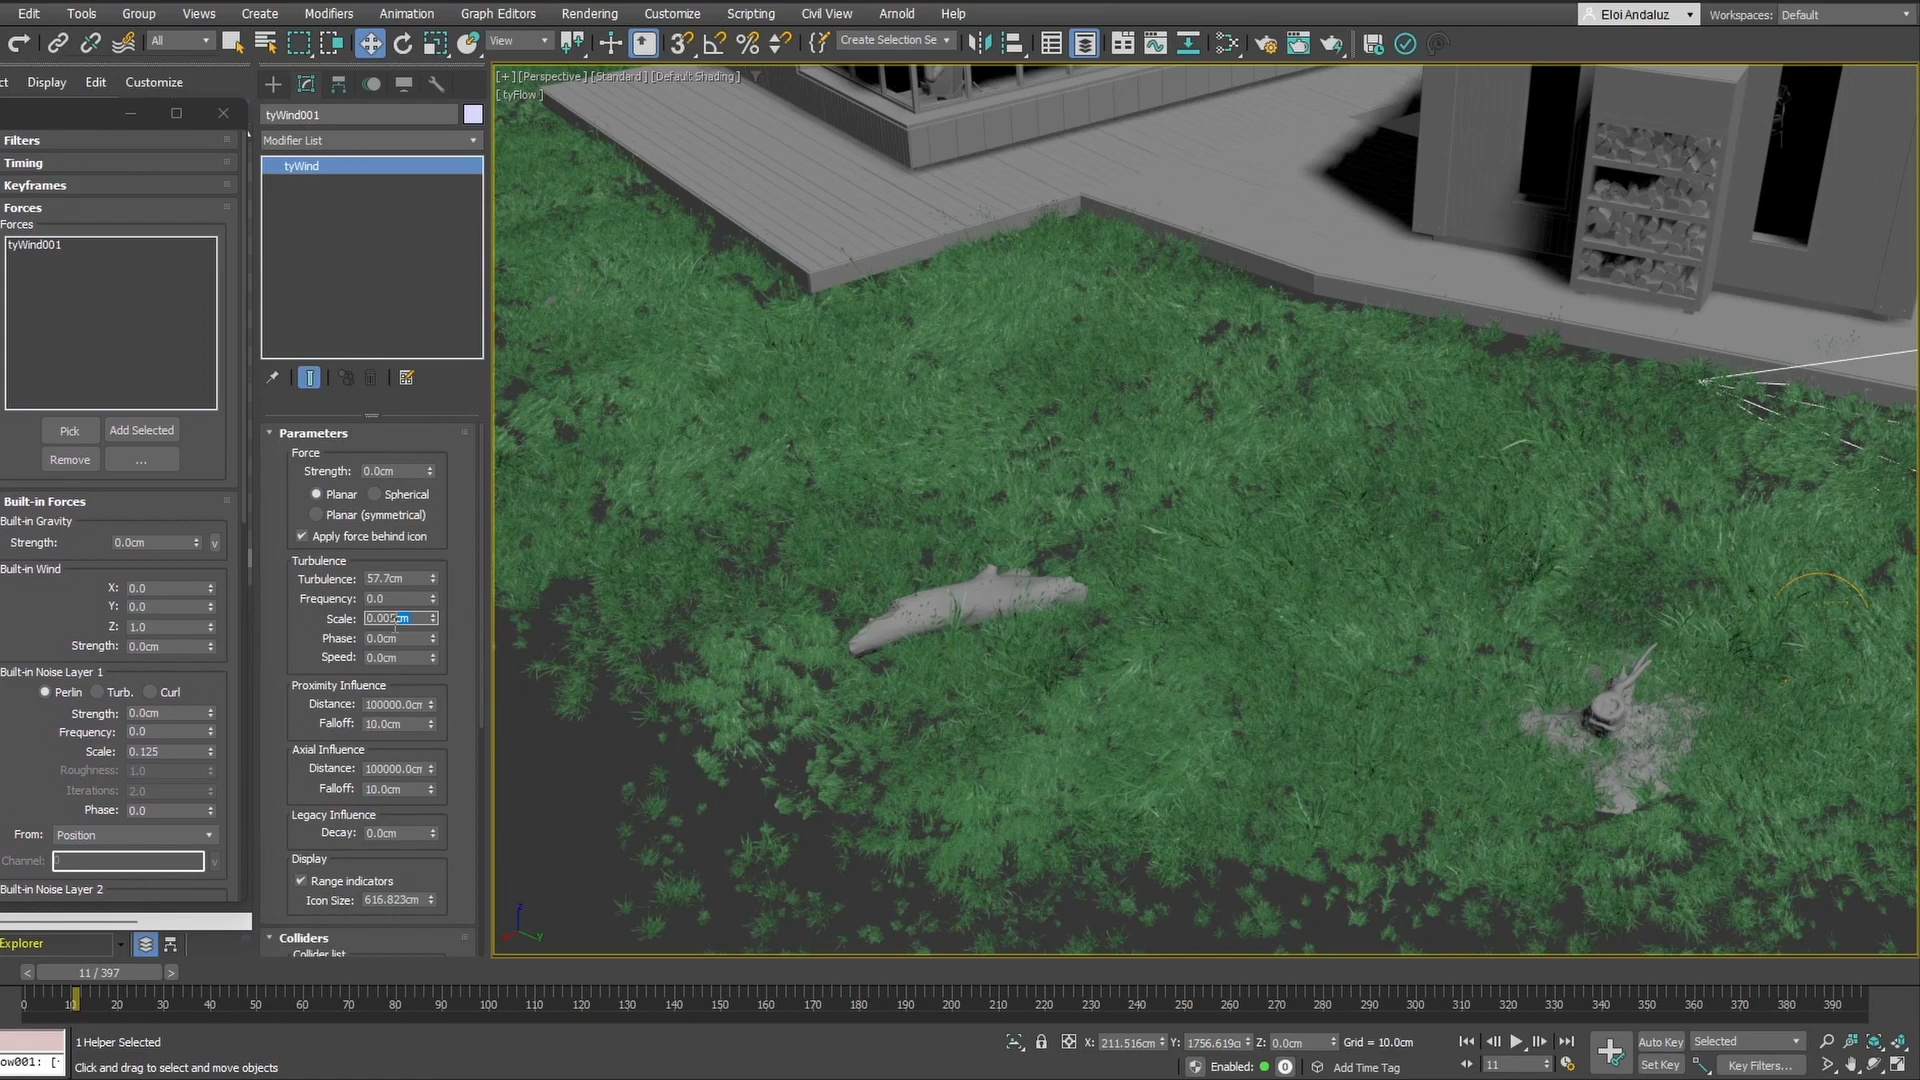 Edit Tools Group Views Create Modifiers Animation Graph Editors Rendering Customize Scripting Civil View Arnold Help Eloi Andaluz Workspaces: Default
All View Create Selection Se
ct Display Edit Customize
[+][Perspective][Standard][Default Shading]
[tyFlow]
tyWind001
Modifier List
tyWind
Filters
Timing
Keyframes
Forces
Forces
tyWind001
Pick Add Selected
Remove ...
Built-in Forces
Built-in Gravity
Strength: 0.0cm v
Built-in Wind
X: 0.0
Y: 0.0
Z: 1.0
Strength: 0.0cm
Built-in Noise Layer 1
Perlin Turb. Curl
Strength: 0.0cm
Frequency: 0.0
Scale: 0.125
Roughness: 1.0
Iterations: 2.0
Phase: 0.0
From: Position
Channel: 0 v
Built-in Noise Layer 2
Parameters
Force
Strength: 0.0cm
Planar Spherical
Planar (symmetrical)
Apply force behind icon
Turbulence
Turbulence: 57.7cm
Frequency: 0.0
Scale: 0.005cm
Phase: 0.0cm
Speed: 0.0cm
Proximity Influence
Distance: 100000.0cm
Falloff: 10.0cm
Axial Influence
Distance: 100000.0cm
Falloff: 10.0cm
Legacy Influence
Decay: 0.0cm
Display
Range indicators
Icon Size: 616.823cm
Colliders
Collider list
Z
Y
Explorer
< 11 / 397 >
0 10 20 30 40 50 60 70 80 90 100 110 120 130 140 150 160 170 180 190 200 210 220 230 240 250 260 270 280 290 300 310 320 330 340 350 360 370 380 390
1 Helper Selected
X: 211.516cm Y: 1756.619c Z: 0.0cm Grid = 10.0cm
Auto Key Selected
Click and drag to select and move objects
Enabled: 0 Add Time Tag
11
Set Key Key Filters...